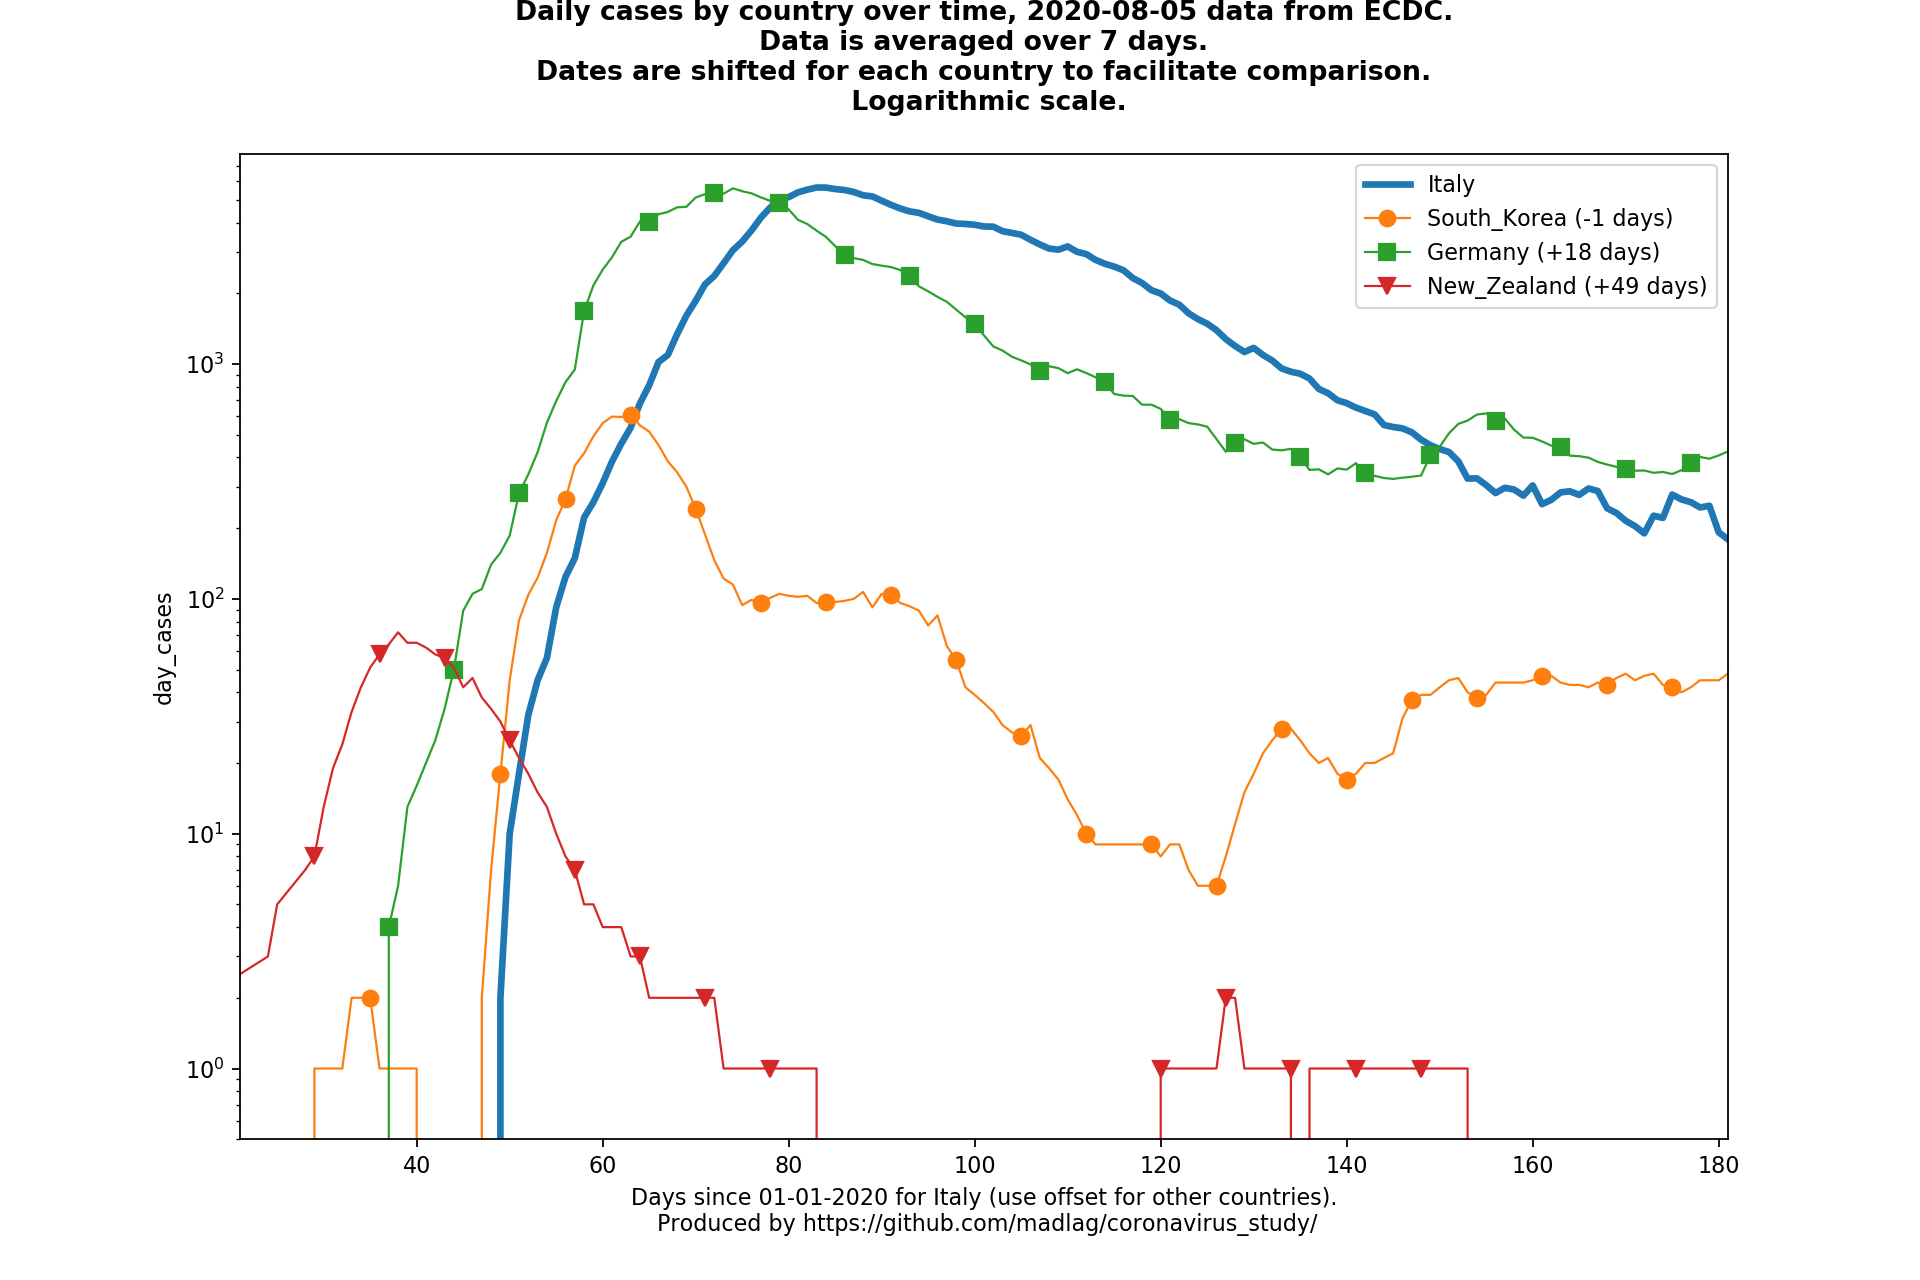 Daily cases by country over time, 2020-08-05 data from ECDC.
Data is averaged over 7 days.
Dates are shifted for each country to facilitate comparison.
Logarithmic scale.
Italy
South_Korea (-1 days)
Germany (+18 days)
New_Zealand (+49 days)
10³
10²
10¹
10⁰
day_cases
40 60 80 100 120 140 160 180
Days since 01-01-2020 for Italy (use offset for other countries).
Produced by https://github.com/madlag/coronavirus_study/